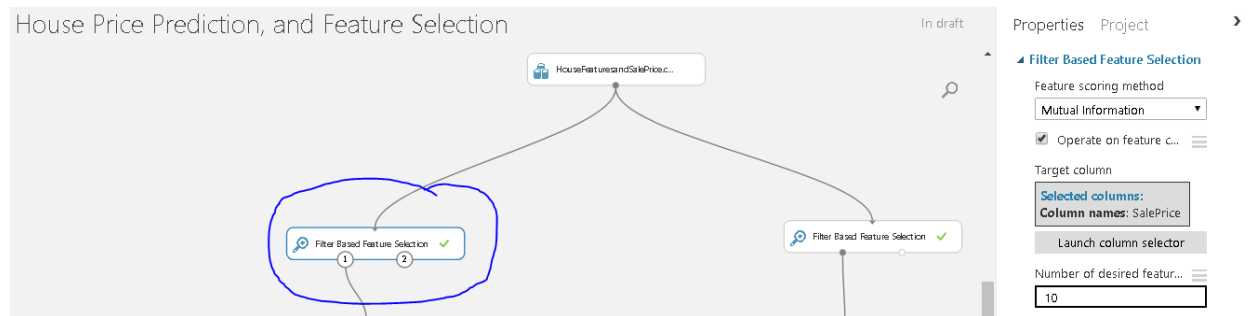 House Price Prediction, and Feature Selection
In draft
HouseFeaturesandSalePrice.c...
Filter Based Feature Selection
1
2
Filter Based Feature Selection
Properties Project
Filter Based Feature Selection
Feature scoring method
Mutual Information
Operate on feature c...
Target column
Selected columns:
Column names: SalePrice
Launch column selector
Number of desired featur...
10